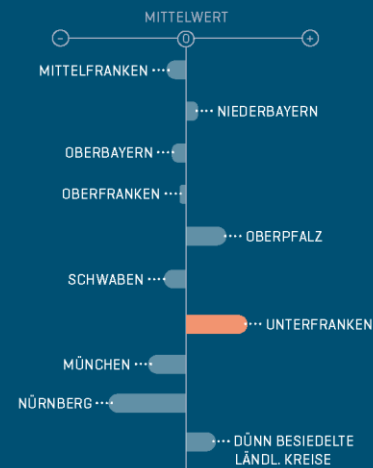 MITTELWERT
- 0 +
MITTELFRANKEN
NIEDERBAYERN
OBERBAYERN
OBERFRANKEN
OBERPFALZ
SCHWABEN
UNTERFRANKEN
MÜNCHEN
NÜRNBERG
DÜNN BESIEDELTE
LÄNDL. KREISE